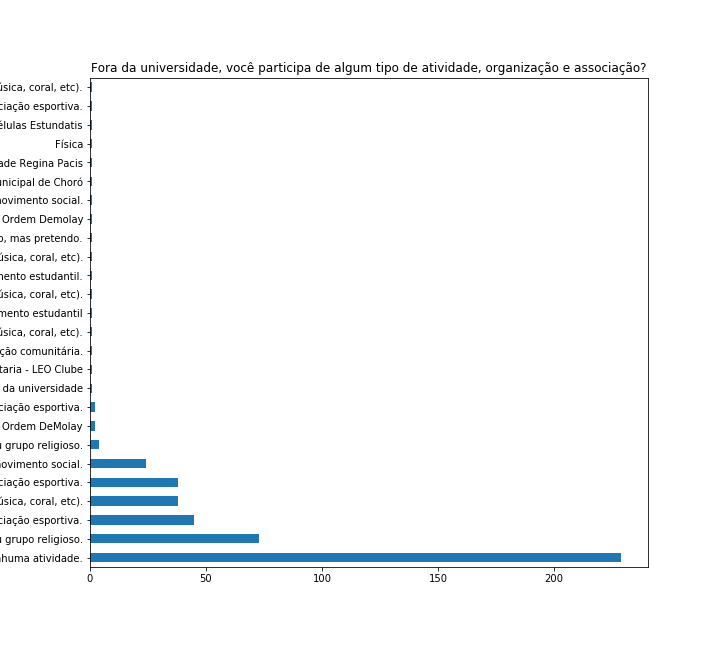 Fora da universidade, você participa de algum tipo de atividade, organização e associação?
úsica, coral, etc).
ciação esportiva.
élulas Estundatis
Física
ade Regina Pacis
unicipal de Choró
movimento social.
Ordem Demolay
o, mas pretendo.
úsica, coral, etc).
mento estudantil.
úsica, coral, etc).
mento estudantil
úsica, coral, etc).
ção comunitária.
taria - LEO Clube
da universidade
ciação esportiva.
Ordem DeMolay
u grupo religioso.
movimento social.
ciação esportiva.
úsica, coral, etc).
ciação esportiva.
u grupo religioso.
nhuma atividade.
0 50 100 150 200